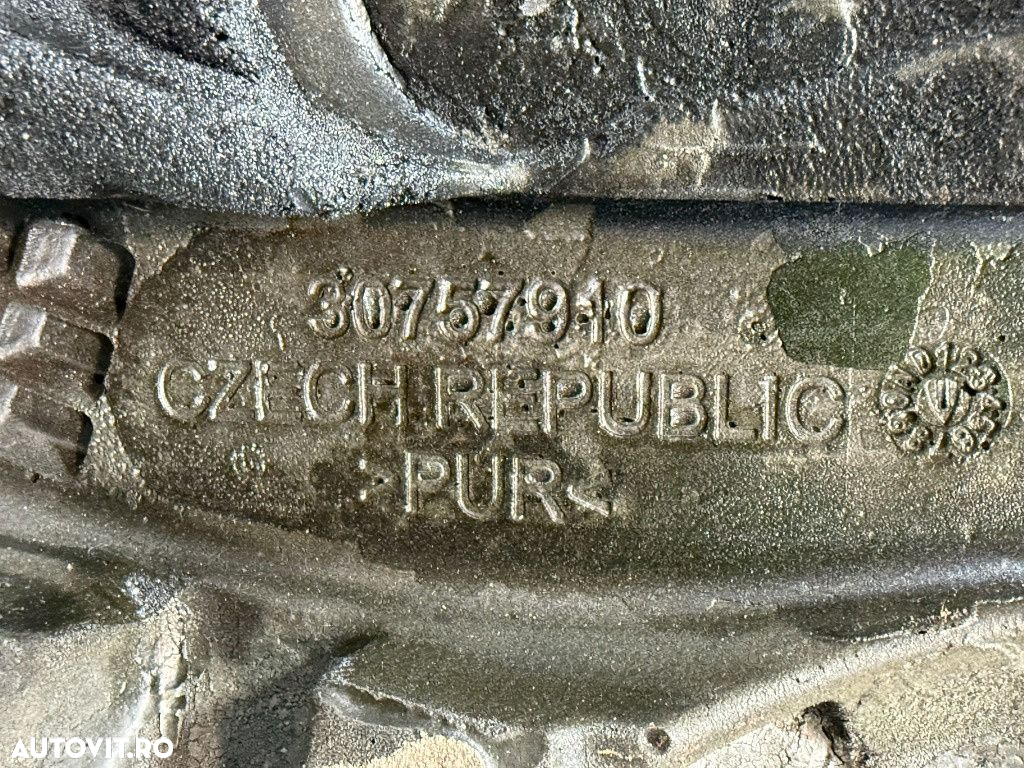 30757910
CZECH REPUBLIC
>PUR<
AUTOVIT.RO